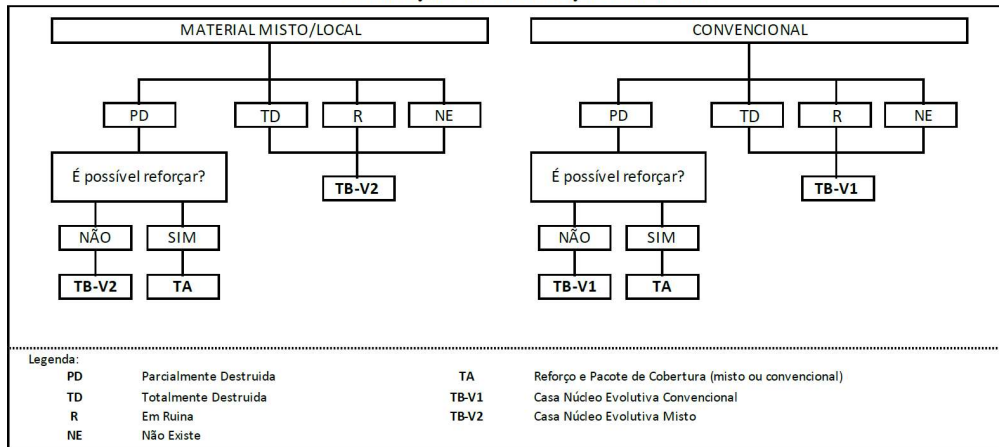 MATERIAL MISTO/LOCAL
PD
TD
R
NE
É possível reforçar?
TB-V2
NÃO
SIM
TB-V2
TA
CONVENCIONAL
PD
TD
R
NE
É possível reforçar?
TB-V1
NÃO
SIM
TB-V1
TA
Legenda:
PD Parcialmente Destruida
TD Totalmente Destruida
R Em Ruina
NE Não Existe
TA Reforço e Pacote de Cobertura (misto ou convencional)
TB-V1 Casa Núcleo Evolutiva Convencional
TB-V2 Casa Núcleo Evolutiva Misto